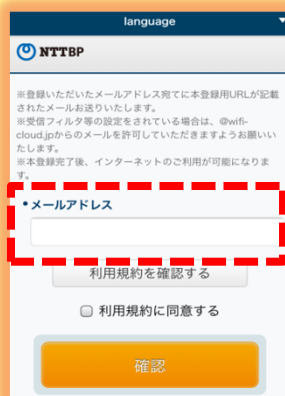 language
NTTBP
※登録いただいたメールアドレス宛てに本登録用URLが記載
されたメールお送りいたします。
※受信フィルタ等の設定をされている場合は、@wifi-
cloud.jpからのメールを許可していただきますようお願いい
たします。
※本登録完了後、インターネットのご利用が可能になりま
す。
•メールアドレス
利用規約を確認する
利用規約に同意する
確認